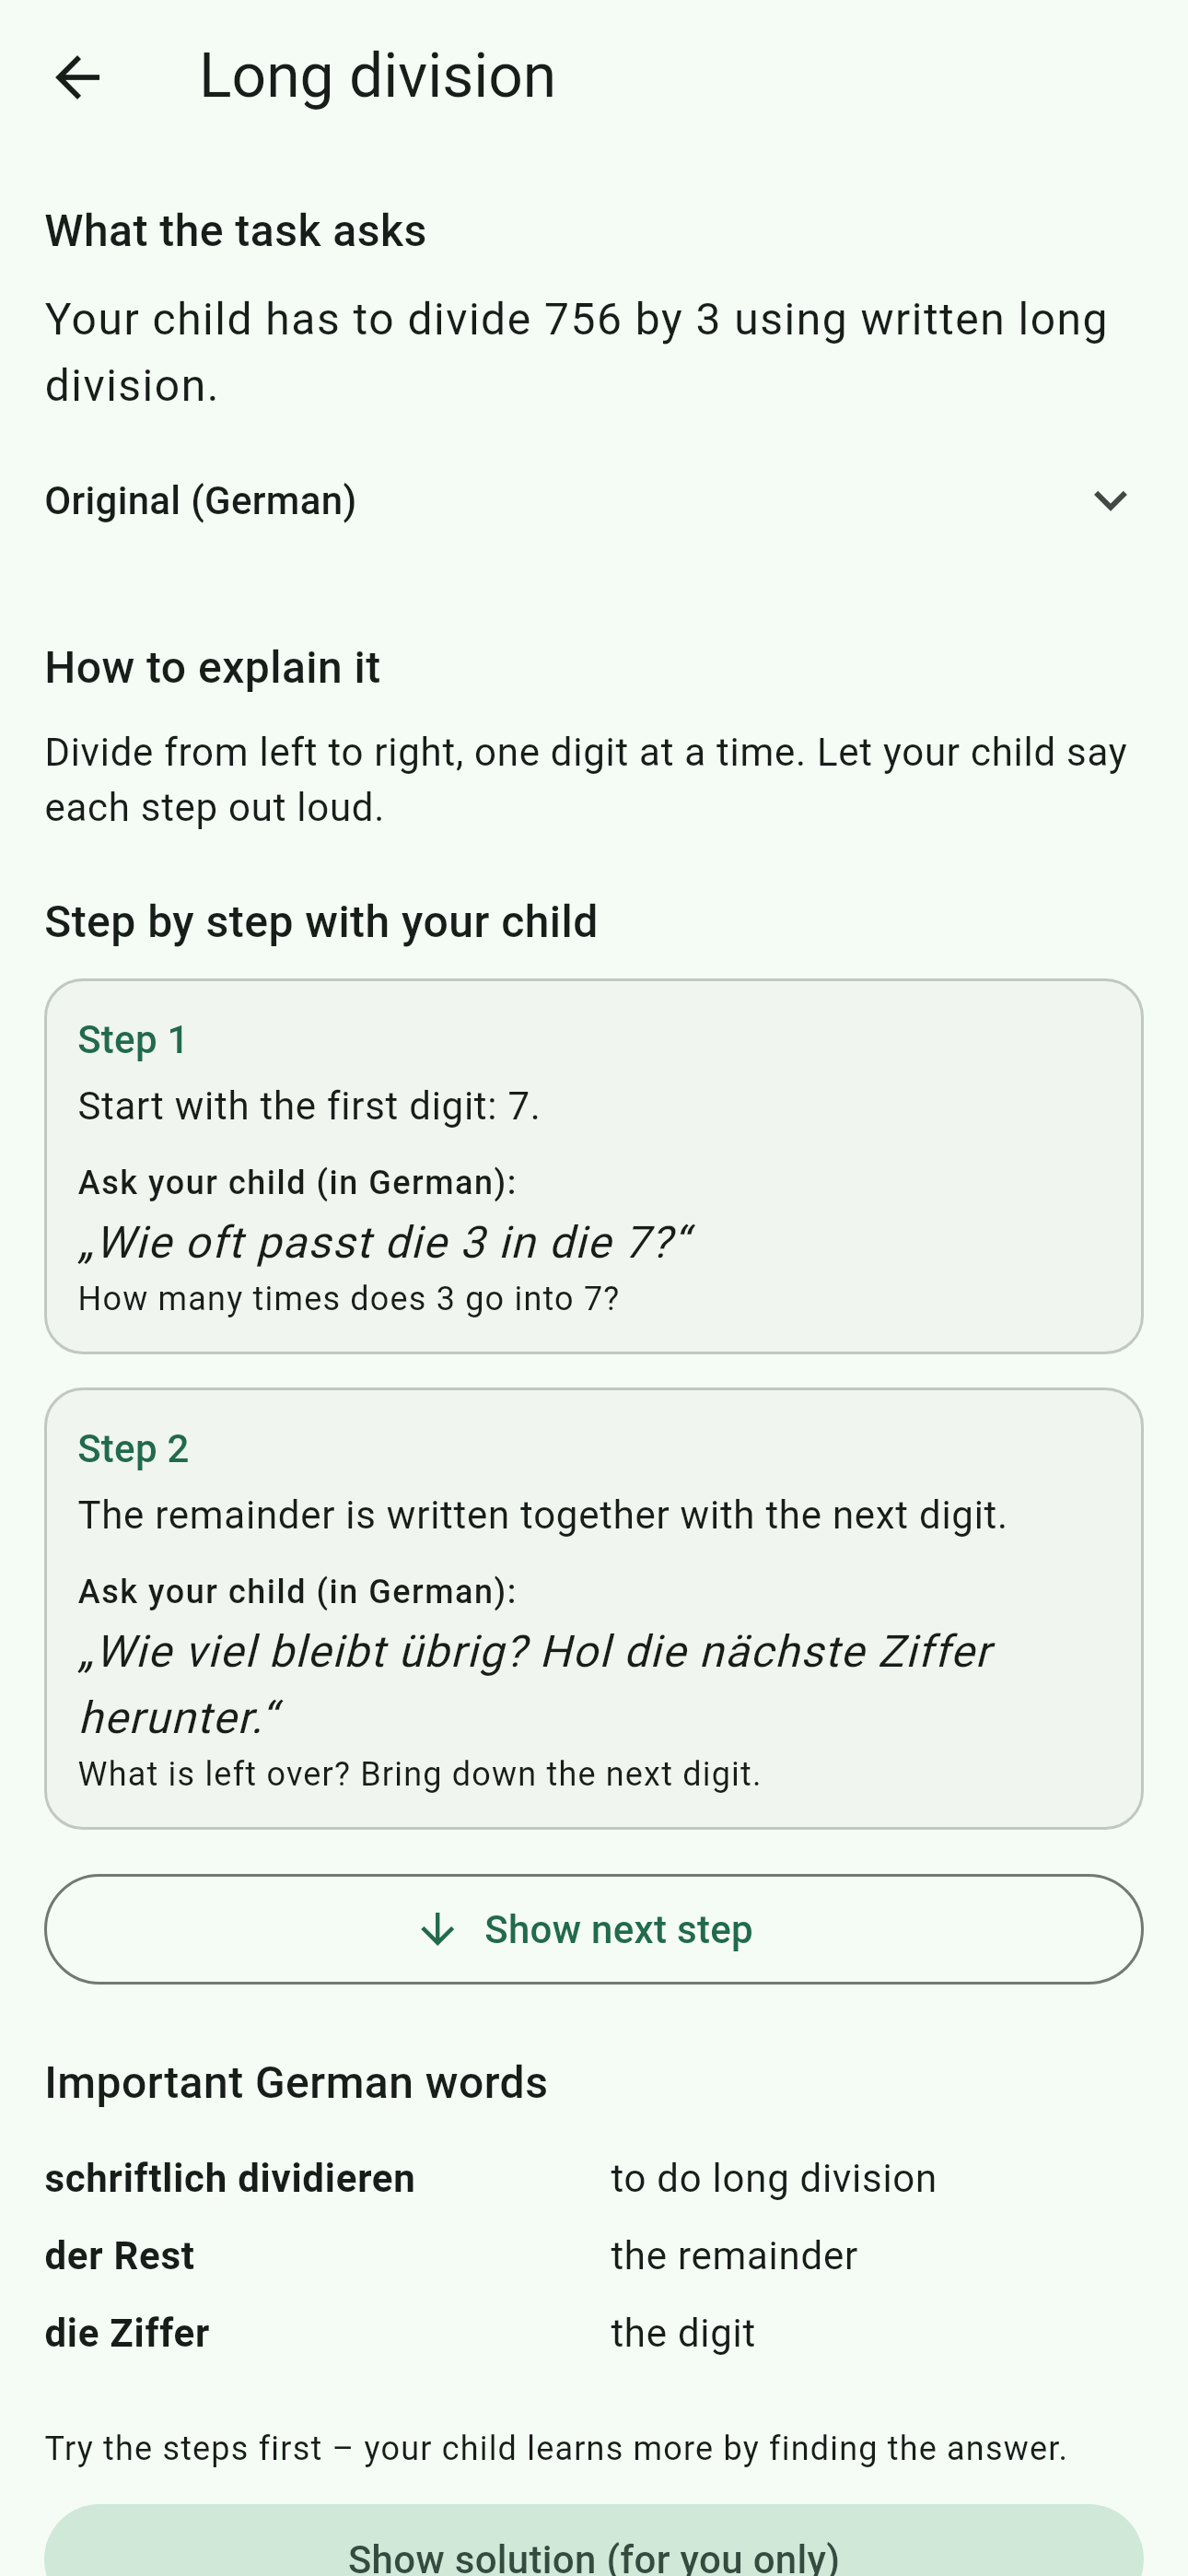 Long division
What the task asks
Your child has to divide 756 by 3 using written long
division.
Original (German)
How to explain it
Divide from left to right, one digit at a time. Let your child say
each step out loud.
Step by step with your child
Step 1
Start with the first digit: 7.
Ask your child (in German):
„Wie oft passt die 3 in die 7?“
How many times does 3 go into 7?
Step 2
The remainder is written together with the next digit.
Ask your child (in German):
„Wie viel bleibt übrig? Hol die nächste Ziffer
herunter.“
What is left over? Bring down the next digit.
Show next step
Important German words
schriftlich dividieren to do long division
der Rest the remainder
die Ziffer the digit
Try the steps first – your child learns more by finding the answer.
Show solution (for you only)